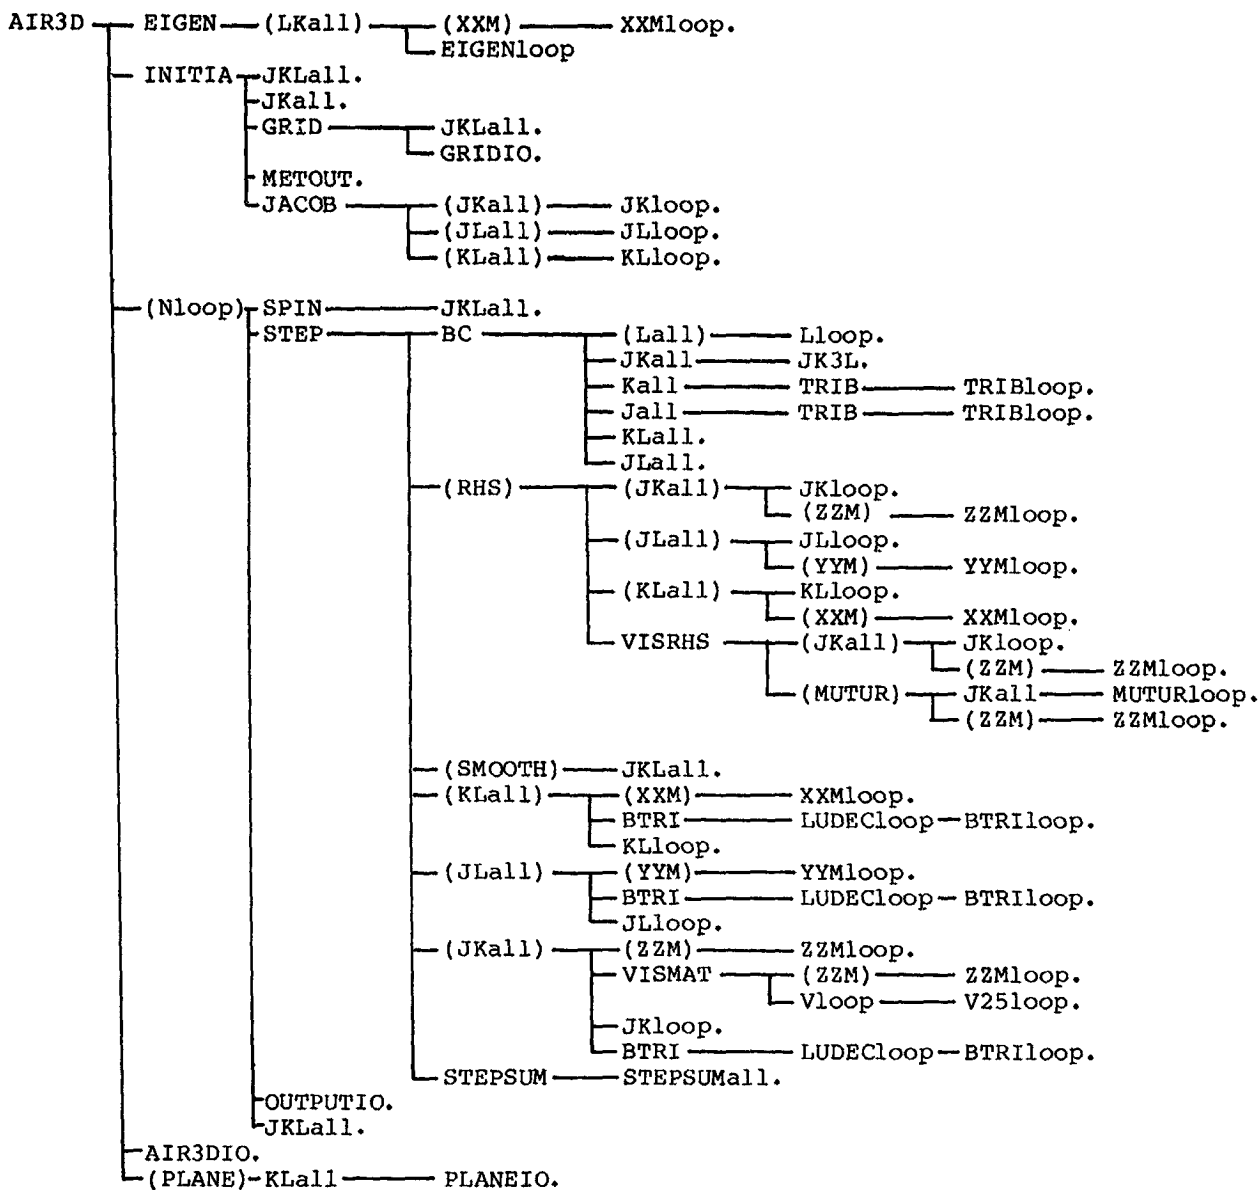 AIR3D EIGEN (LKall) (XXM) XXMloop.
EIGENloop
INITIA JKLall.
JKall.
GRID JKLall.
GRIDIO.
METOUT.
JACOB (JKall) JKloop.
(JLall) JLloop.
(KLall) KLloop.
(Nloop) SPIN JKLall.
STEP BC (Lall) Lloop.
JKall JK3L.
Kall TRIB TRIBloop.
Jall TRIB TRIBloop.
KLall.
JLall.
(RHS) (JKall) JKloop.
(ZZM) ZZMloop.
(JLall) JLloop.
(YYM) YYMloop.
(KLall) KLloop.
(XXM) XXMloop.
VISRHS (JKall) JKloop.
(ZZM) ZZMloop.
(MUTUR) JKall MUTURloop.
(ZZM) ZZMloop.
(SMOOTH) JKLall.
(KLall) (XXM) XXMloop.
BTRI LUDECloop BTRIloop.
KLloop.
(JLall) (YYM) YYMloop.
BTRI LUDECloop BTRIloop.
JLloop.
(JKall) (ZZM) ZZMloop.
VISMAT (ZZM) ZZMloop.
Vloop V25loop.
JKloop.
BTRI LUDECloop BTRIloop.
STEPSUM STEPSUMall.
OUTPUTIO.
JKLall.
AIR3DIO.
(PLANE) KLall PLANEIO.